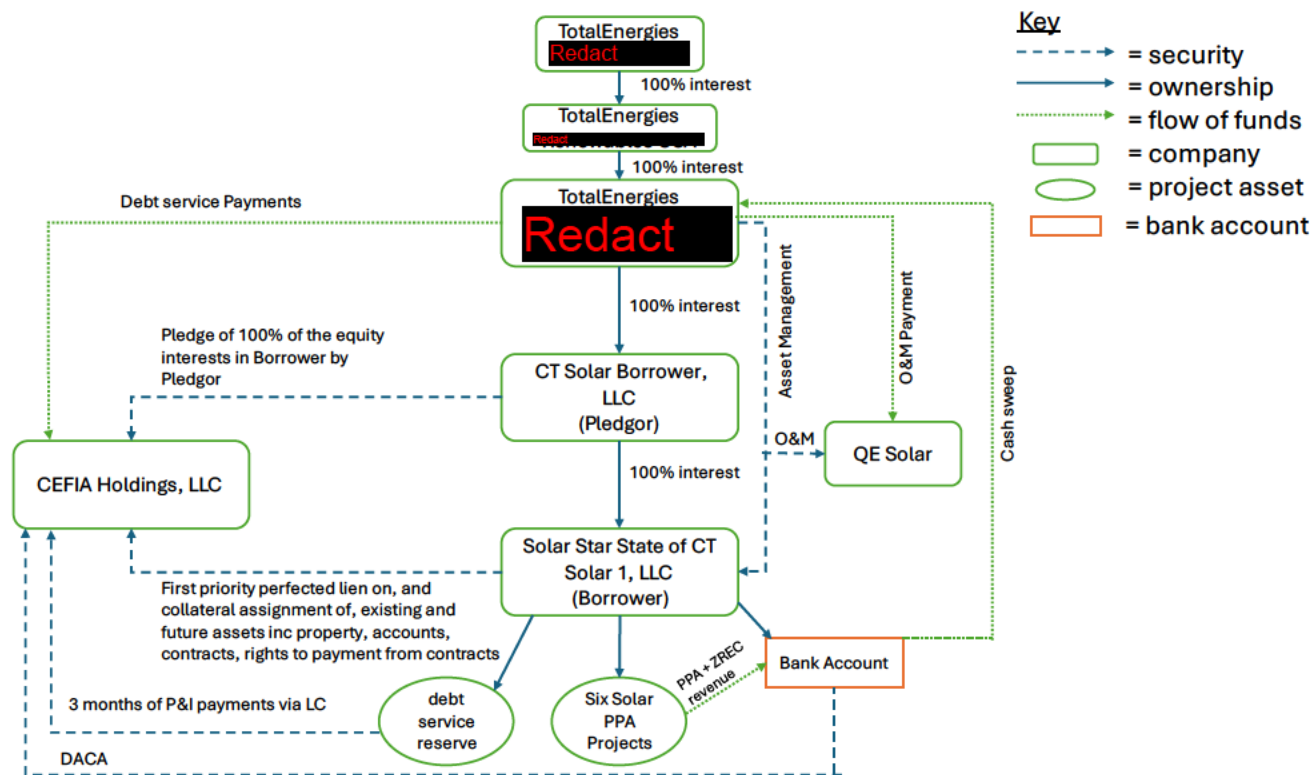 TotalEnergies
Redact
100% interest
TotalEnergies
Redact
100% interest
TotalEnergies
Redact
Debt service Payments
100% interest
Asset Management
O&M Payment
Cash sweep
Pledge of 100% of the equity
interests in Borrower by
Pledgor
CT Solar Borrower,
LLC
(Pledgor)
O&M
QE Solar
CEFIA Holdings, LLC
100% interest
Solar Star State of CT
Solar 1, LLC
(Borrower)
First priority perfected lien on, and
collateral assignment of, existing and
future assets inc property, accounts,
contracts, rights to payment from contracts
PPA + ZREC
revenue
Bank Account
3 months of P&I payments via LC
debt
service
reserve
Six Solar
PPA
Projects
DACA
Key
= security
= ownership
= flow of funds
= company
= project asset
= bank account